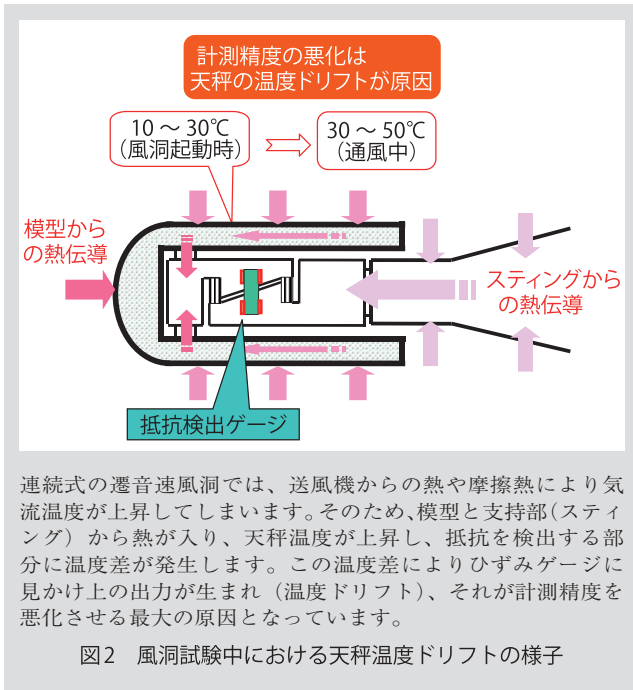 計測精度の悪化は
天秤の温度ドリフトが原因
10～30℃
（風洞起動時）
30～50℃
（通風中）
模型から
の熱伝導
スティングから
の熱伝導
抵抗検出ゲージ
連続式の遷音速風洞では、送風機からの熱や摩擦熱により気
流温度が上昇してしまいます。そのため、模型と支持部（スティ
ング）から熱が入り、天秤温度が上昇し、抵抗を検出する部
分に温度差が発生します。この温度差によりひずみゲージに
見かけ上の出力が生まれ（温度ドリフト）、それが計測精度を
悪化させる最大の原因となっています。
図2　風洞試験中における天秤温度ドリフトの様子